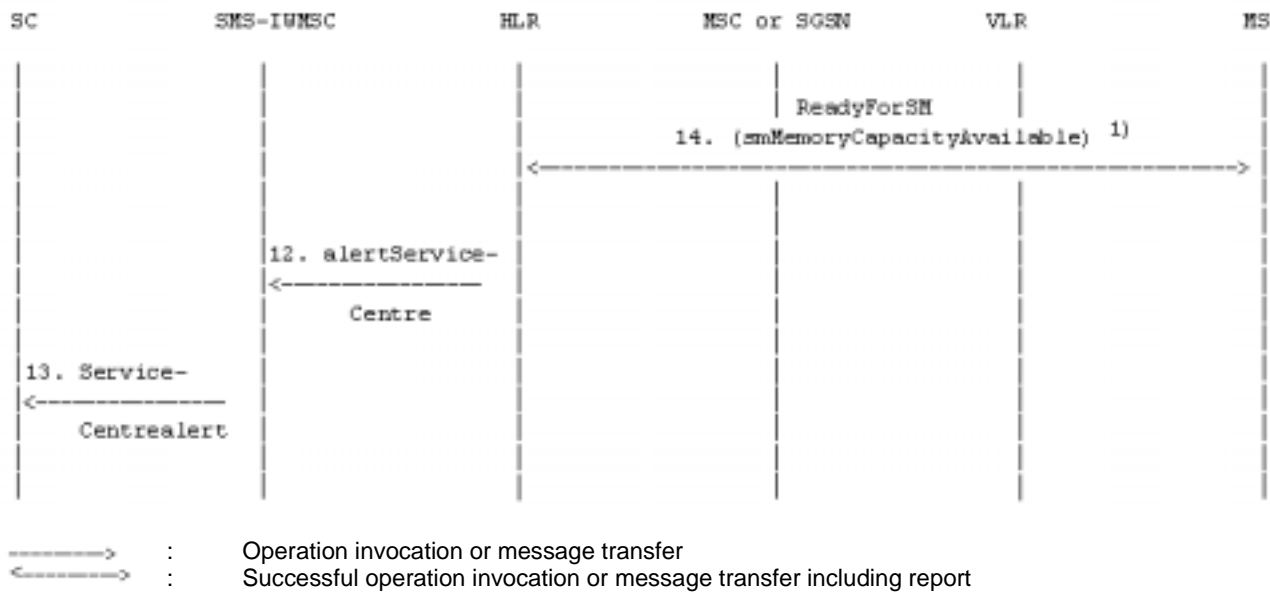 SC SMS-IWMSC HLR MSC or SGSN VLR MS
ReadyForSM
14. (smMemoryCapacityAvailable) 1)
12. alertService-
Centre
13. Service-
Centrealert
: Operation invocation or message transfer
: Successful operation invocation or message transfer including report